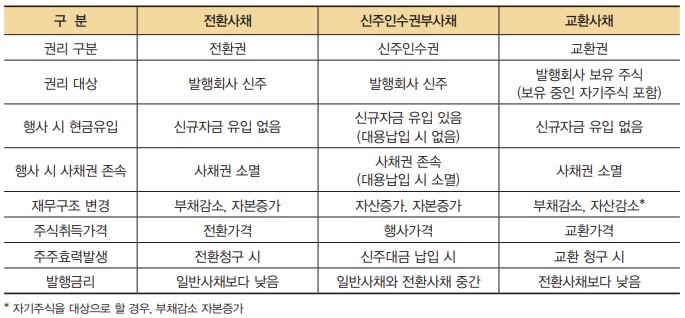 구 분 전환사채 신주인수권부사채 교환사채
권리 구분 전환권 신주인수권 교환권
권리 대상 발행회사 신주 발행회사 신주 발행회사 보유 주식
(보유 중인 자기주식 포함)
행사 시 현금유입 신규자금 유입 없음 신규자금 유입 있음 신규자금 유입 없음
(대용납입 시 없음)
행사 시 사채권 존속 사채권 소멸 사채권 존속 사채권 소멸
(대용납입 시 소멸)
재무구조 변경 부채감소, 자본증가 자산증가, 자본증가 부채감소, 자산감소*
주식취득가격 전환가격 행사가격 교환가격
주주효력발생 전환청구 시 신주대금 납입 시 교환 청구 시
발행금리 일반사채보다 낮음 일반사채와 전환사채 중간 전환사채보다 낮음
* 자기주식을 대상으로 할 경우, 부채감소 자본증가